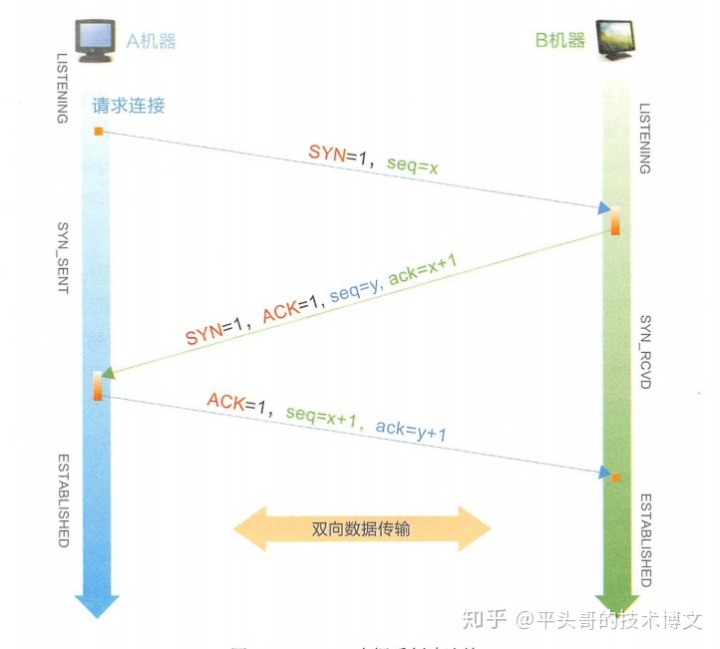 A机器
B机器
LISTENING
请求连接
LISTENING
SYN=1, seq=x
SYN_SENT
SYN=1, ACK=1, seq=y, ack=x+1
SYN_RCVD
ACK=1, seq=x+1, ack=y+1
ESTABLISHED
ESTABLISHED
双向数据传输
知乎 @平头哥的技术博文